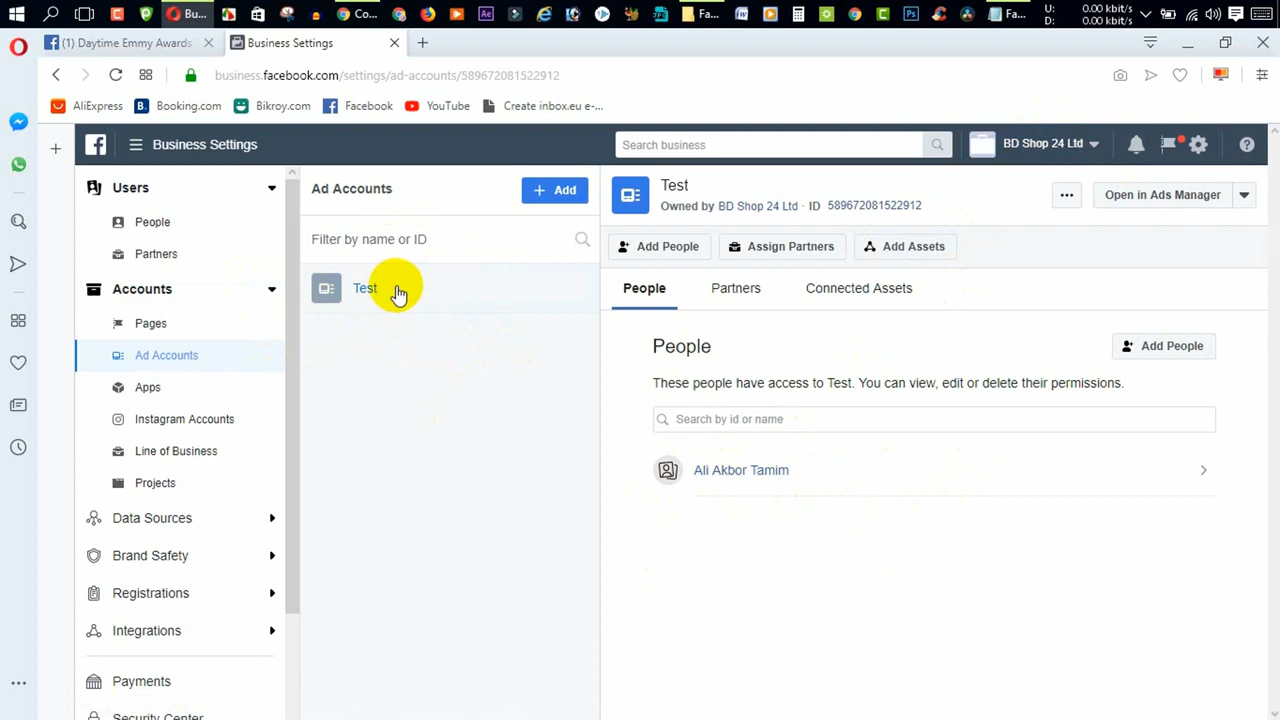 Bu...
Co...
Fa...
Fa...
U: 0.00 kbit/s
D: 0.00 kbit/s
(1) Daytime Emmy Awards
Business Settings
business.facebook.com/settings/ad-accounts/589672081522912
AliExpress
Booking.com
Bikroy.com
Facebook
YouTube
Create inbox.eu e-...
Business Settings
Search business
BD Shop 24 Ltd
Users
People
Partners
Accounts
Pages
Ad Accounts
Apps
Instagram Accounts
Line of Business
Projects
Data Sources
Brand Safety
Registrations
Integrations
Payments
Security Center
Ad Accounts
+ Add
Filter by name or ID
Test
Test
Owned by BD Shop 24 Ltd · ID 589672081522912
Open in Ads Manager
Add People
Assign Partners
Add Assets
People
Partners
Connected Assets
People
Add People
These people have access to Test. You can view, edit or delete their permissions.
Search by id or name
Ali Akbor Tamim